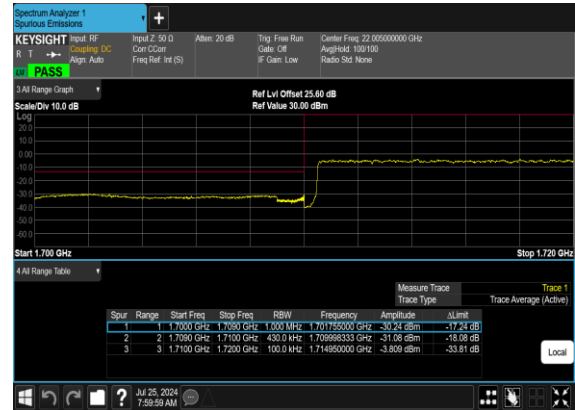 Spectrum Analyzer 1
Spurious Emissions
+
KEYSIGHT Input: RF Input Z: 50 Ω Atten: 20 dB Trig: Free Run Center Freq: 22.005000000 GHz
R T Coupling: DC Corr CCorr Gate: Off Avg|Hold: 100/100
Align: Auto Freq Ref: Int (S) IF Gain: Low Radio Std: None
LXI PASS
3 All Range Graph
Ref Lvl Offset 25.60 dB
Scale/Div 10.0 dB Ref Value 30.00 dBm
Log
20.0
10.0
0.00
-10.0
-20.0
-30.0
-40.0
-50.0
-60.0
Start 1.700 GHz Stop 1.720 GHz
4 All Range Table
Measure Trace Trace 1
Trace Type Trace Average (Active)
Spur Range Start Freq Stop Freq RBW Frequency Amplitude ΔLimit
1 1 1.7000 GHz 1.7090 GHz 1.000 MHz 1.701755000 GHz -30.24 dBm -17.24 dB
2 2 1.7090 GHz 1.7100 GHz 430.0 kHz 1.709998333 GHz -31.08 dBm -18.08 dB
3 3 1.7100 GHz 1.7200 GHz 100.0 kHz 1.714950000 GHz -3.809 dBm -33.81 dB
Local
? Jul 25, 2024
7:59:59 AM